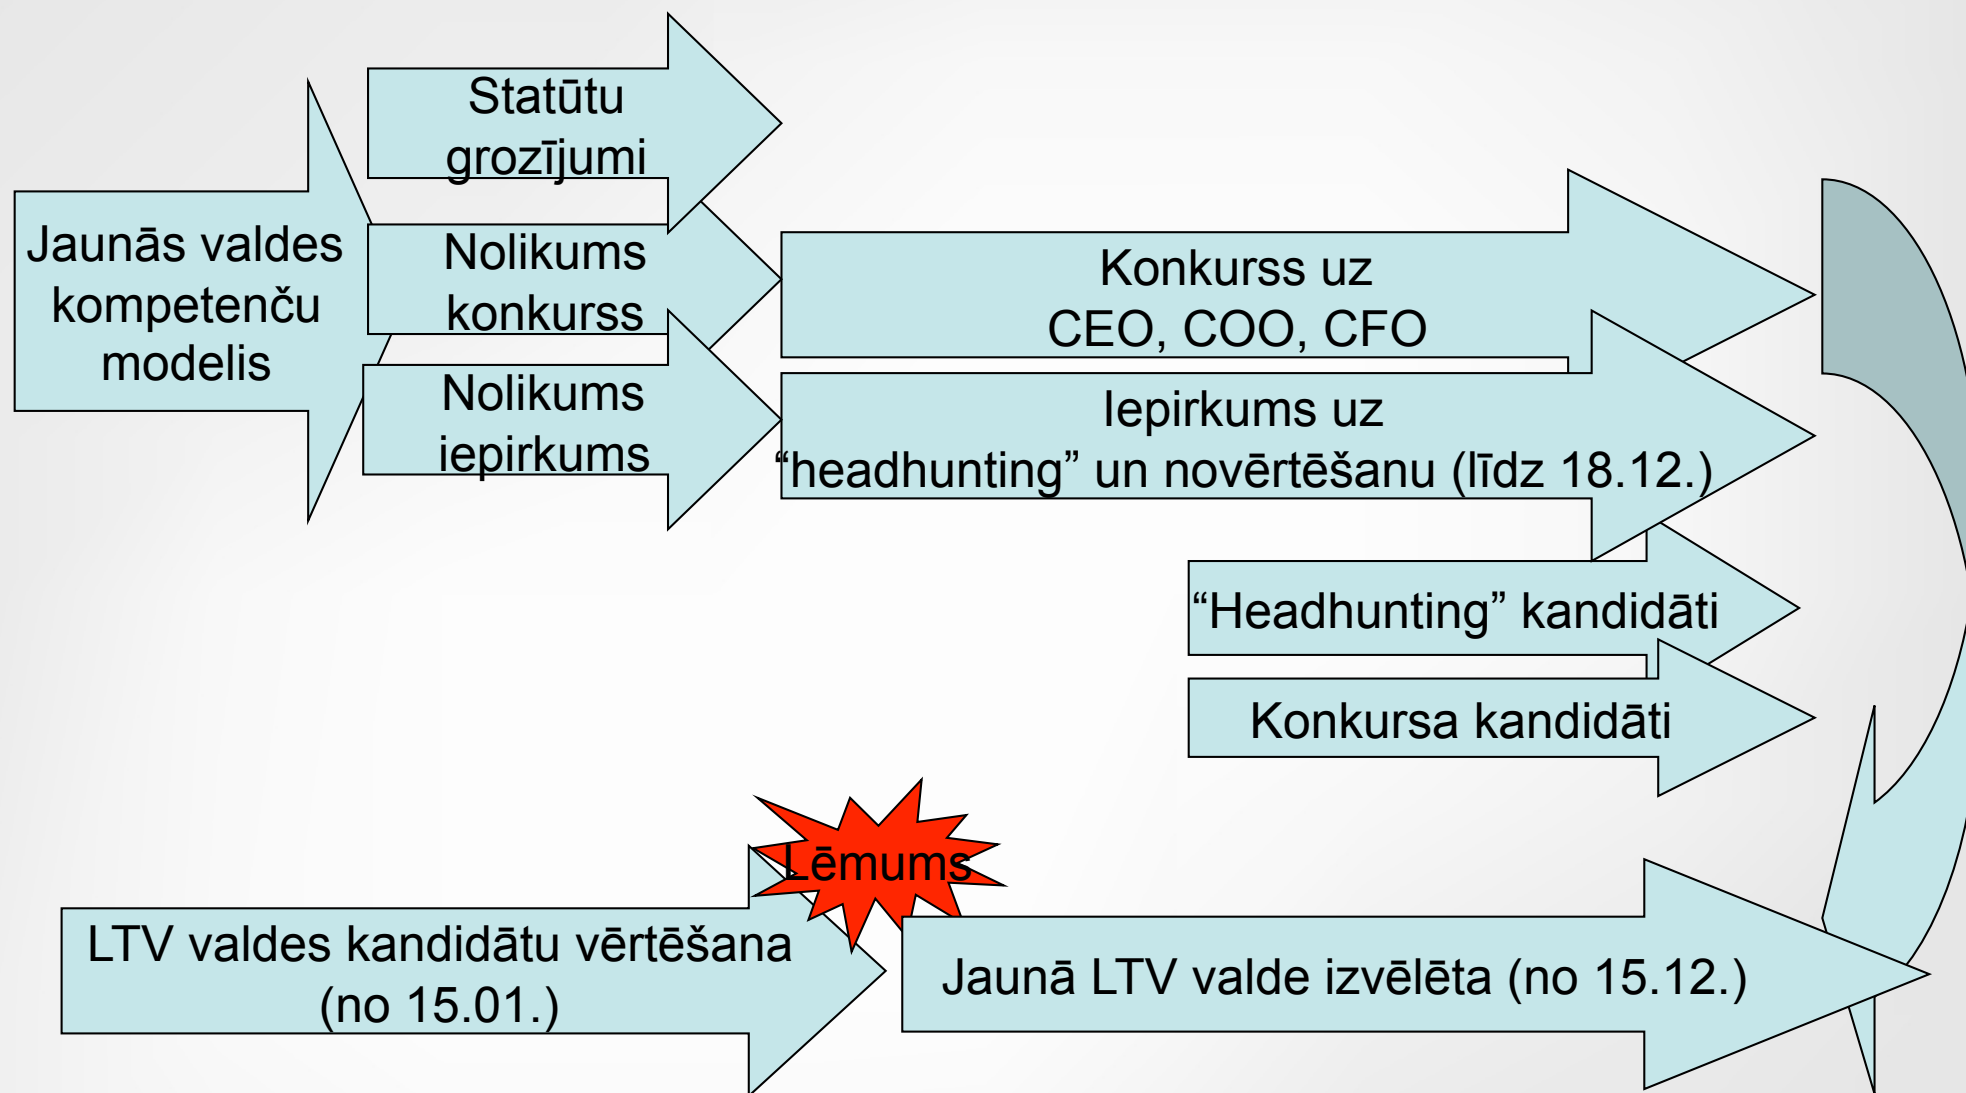 Statūtu
grozījumi
Jaunās valdes
kompetenču
modelis
Nolikums
konkurss
Konkurss uz
CEO, COO, CFO
Nolikums
iepirkums
Iepirkums uz
“headhunting” un novērtēšanu (līdz 18.12.)
“Headhunting” kandidāti
Konkursa kandidāti
Lēmums
LTV valdes kandidātu vērtēšana
(no 15.01.)
Jaunā LTV valde izvēlēta (no 15.12.)